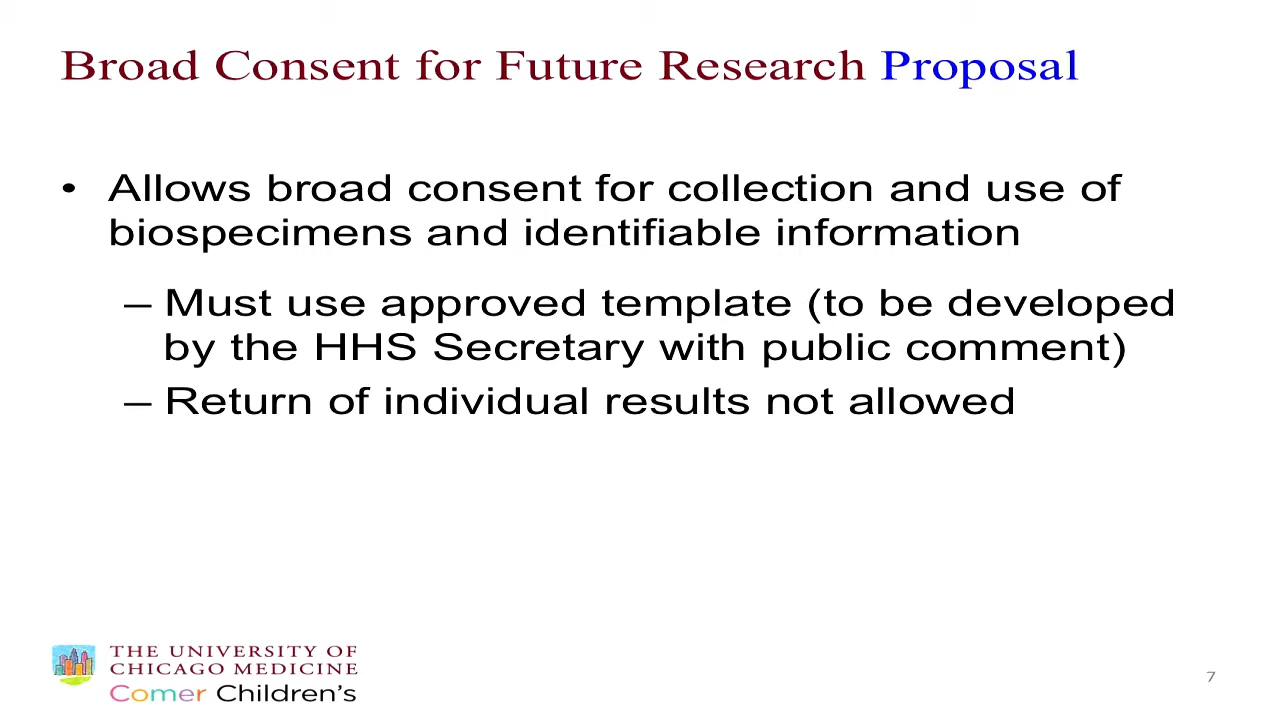 Broad Consent for Future Research Proposal
• Allows broad consent for collection and use of
biospecimens and identifiable information
– Must use approved template (to be developed
by the HHS Secretary with public comment)
– Return of individual results not allowed
THE UNIVERSITY OF
CHICAGO MEDICINE
Comer Children's
7